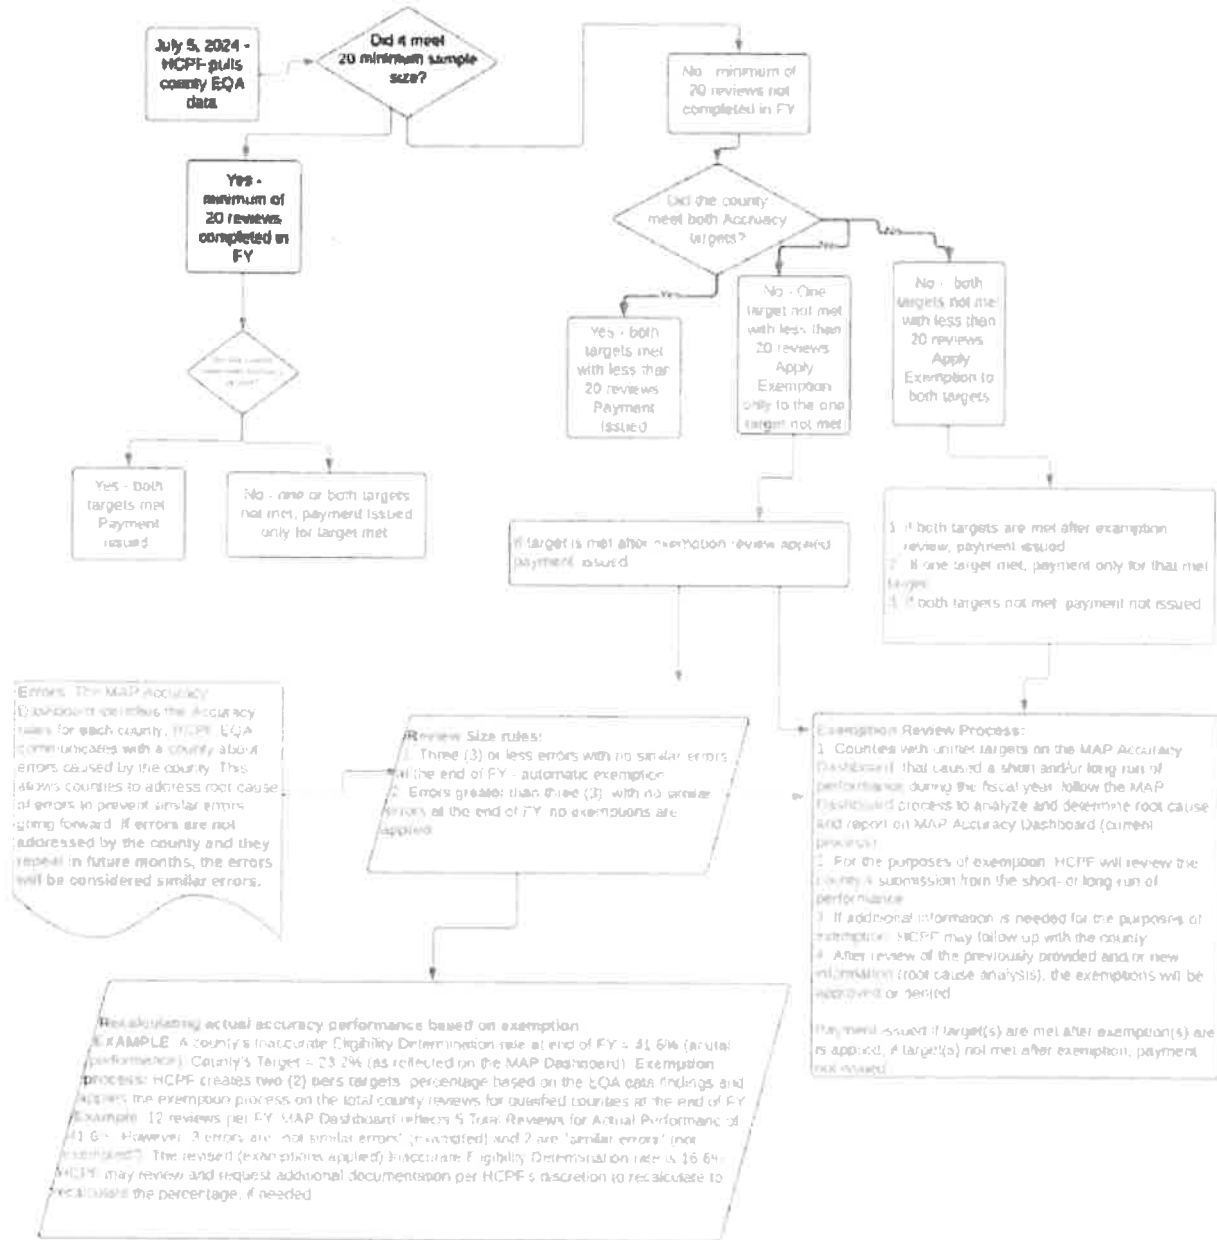 July 5, 2024 -
HCPF pulls
county EQA
data
Did it meet
20 minimum sample
size?
No - minimum of
20 reviews not
completed in FY
Yes -
minimum of
20 reviews
completed in
FY
Did the county
meet both Accruacy
targets?
No
No
Yes
Yes - both
targets met
with less than
20 reviews
Payment
Issued
No - One
target not met
with less than
20 reviews
Apply
Exemption
only to the one
target not met
No - both
targets not met
with less than
20 reviews
Apply
Exemption to
both targets
Yes - both
targets met
Payment
issued
No - one or both targets
not met, payment issued
only for target met
If target is met after exemption review applied
payment issued
1. If both targets are met after exemption
review, payment issued
2. If one target met, payment only for that met
target
3. If both targets not met, payment not issued
Errors: The MAP Accuracy
Dashboard identifies the Accuracy
rates for each county. HCPF EQA
communicates with a county about
errors caused by the county. This
allows counties to address root cause
of errors to prevent similar errors
going forward. If errors are not
addressed by the county and they
repeat in future months, the errors
will be considered similar errors.
Review Size rules:
1. Three (3) or less errors with no similar errors
at the end of FY - automatic exemption
2. Errors greater than three (3), with no similar
errors at the end of FY, no exemptions are
applied
Exemption Review Process:
1. Counties with unmet targets on the MAP Accuracy
Dashboard, that caused a short and/or long run of
performance during the fiscal year, follow the MAP
Dashboard process to analyze and determine root cause
and report on MAP Accuracy Dashboard (current
process)
2. For the purposes of exemption, HCPF will review the
county's submission from the short- or long run of
performance
3. If additional information is needed for the purposes of
exemption, HCPF may follow up with the county
4. After review of the previously provided and/or new
information (root cause analysis), the exemptions will be
approved or denied
Payment issued if target(s) are met after exemption(s) are
is applied, if target(s) not met after exemption, payment
not issued
Recalculating actual accuracy performance based on exemption
EXAMPLE: A county's Inaccurate Eligibility Determination rate at end of FY = 41.6% (acutal
performance). County's Target = 23.2% (as reflected on the MAP Dashboard). Exemption
process: HCPF creates two (2) tiers targets, percentage based on the EQA data findings and
applies the exemption process on the total county reviews for qualified counties at the end of FY
Example: 12 reviews per FY. MAP Dashboard reflects 5 Total Reviews for Actual Performanc of
41.6%. However, 3 errors are "not similar errors" (exampted) and 2 are "similar errors" (not
exempted). The revised (exemptions applied) Inaccurate Eligibility Determination rate is 16.6%
HCPF may review and request additional documentation per HCPF's discretion to recalculate to
recalculate the percentage, if needed